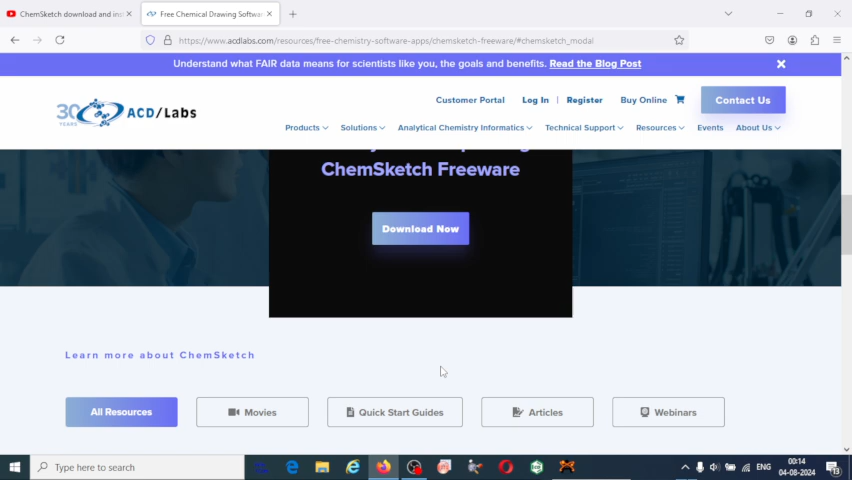 ChemSketch download and ins
Free Chemical Drawing Softwar
https://www.acdlabs.com/resources/free-chemistry-software-apps/chemsketch-freeware/#chemsketch_modal
Understand what FAIR data means for scientists like you, the goals and benefits. Read the Blog Post
30 YEARS ACD/Labs
Customer Portal Log In | Register Buy Online Contact Us
Products Solutions Analytical Chemistry Informatics Technical Support Resources Events About Us
ChemSketch Freeware
Download Now
Learn more about ChemSketch
All Resources Movies Quick Start Guides Articles Webinars
Type here to search
ENG
00:14
04-08-2024
13